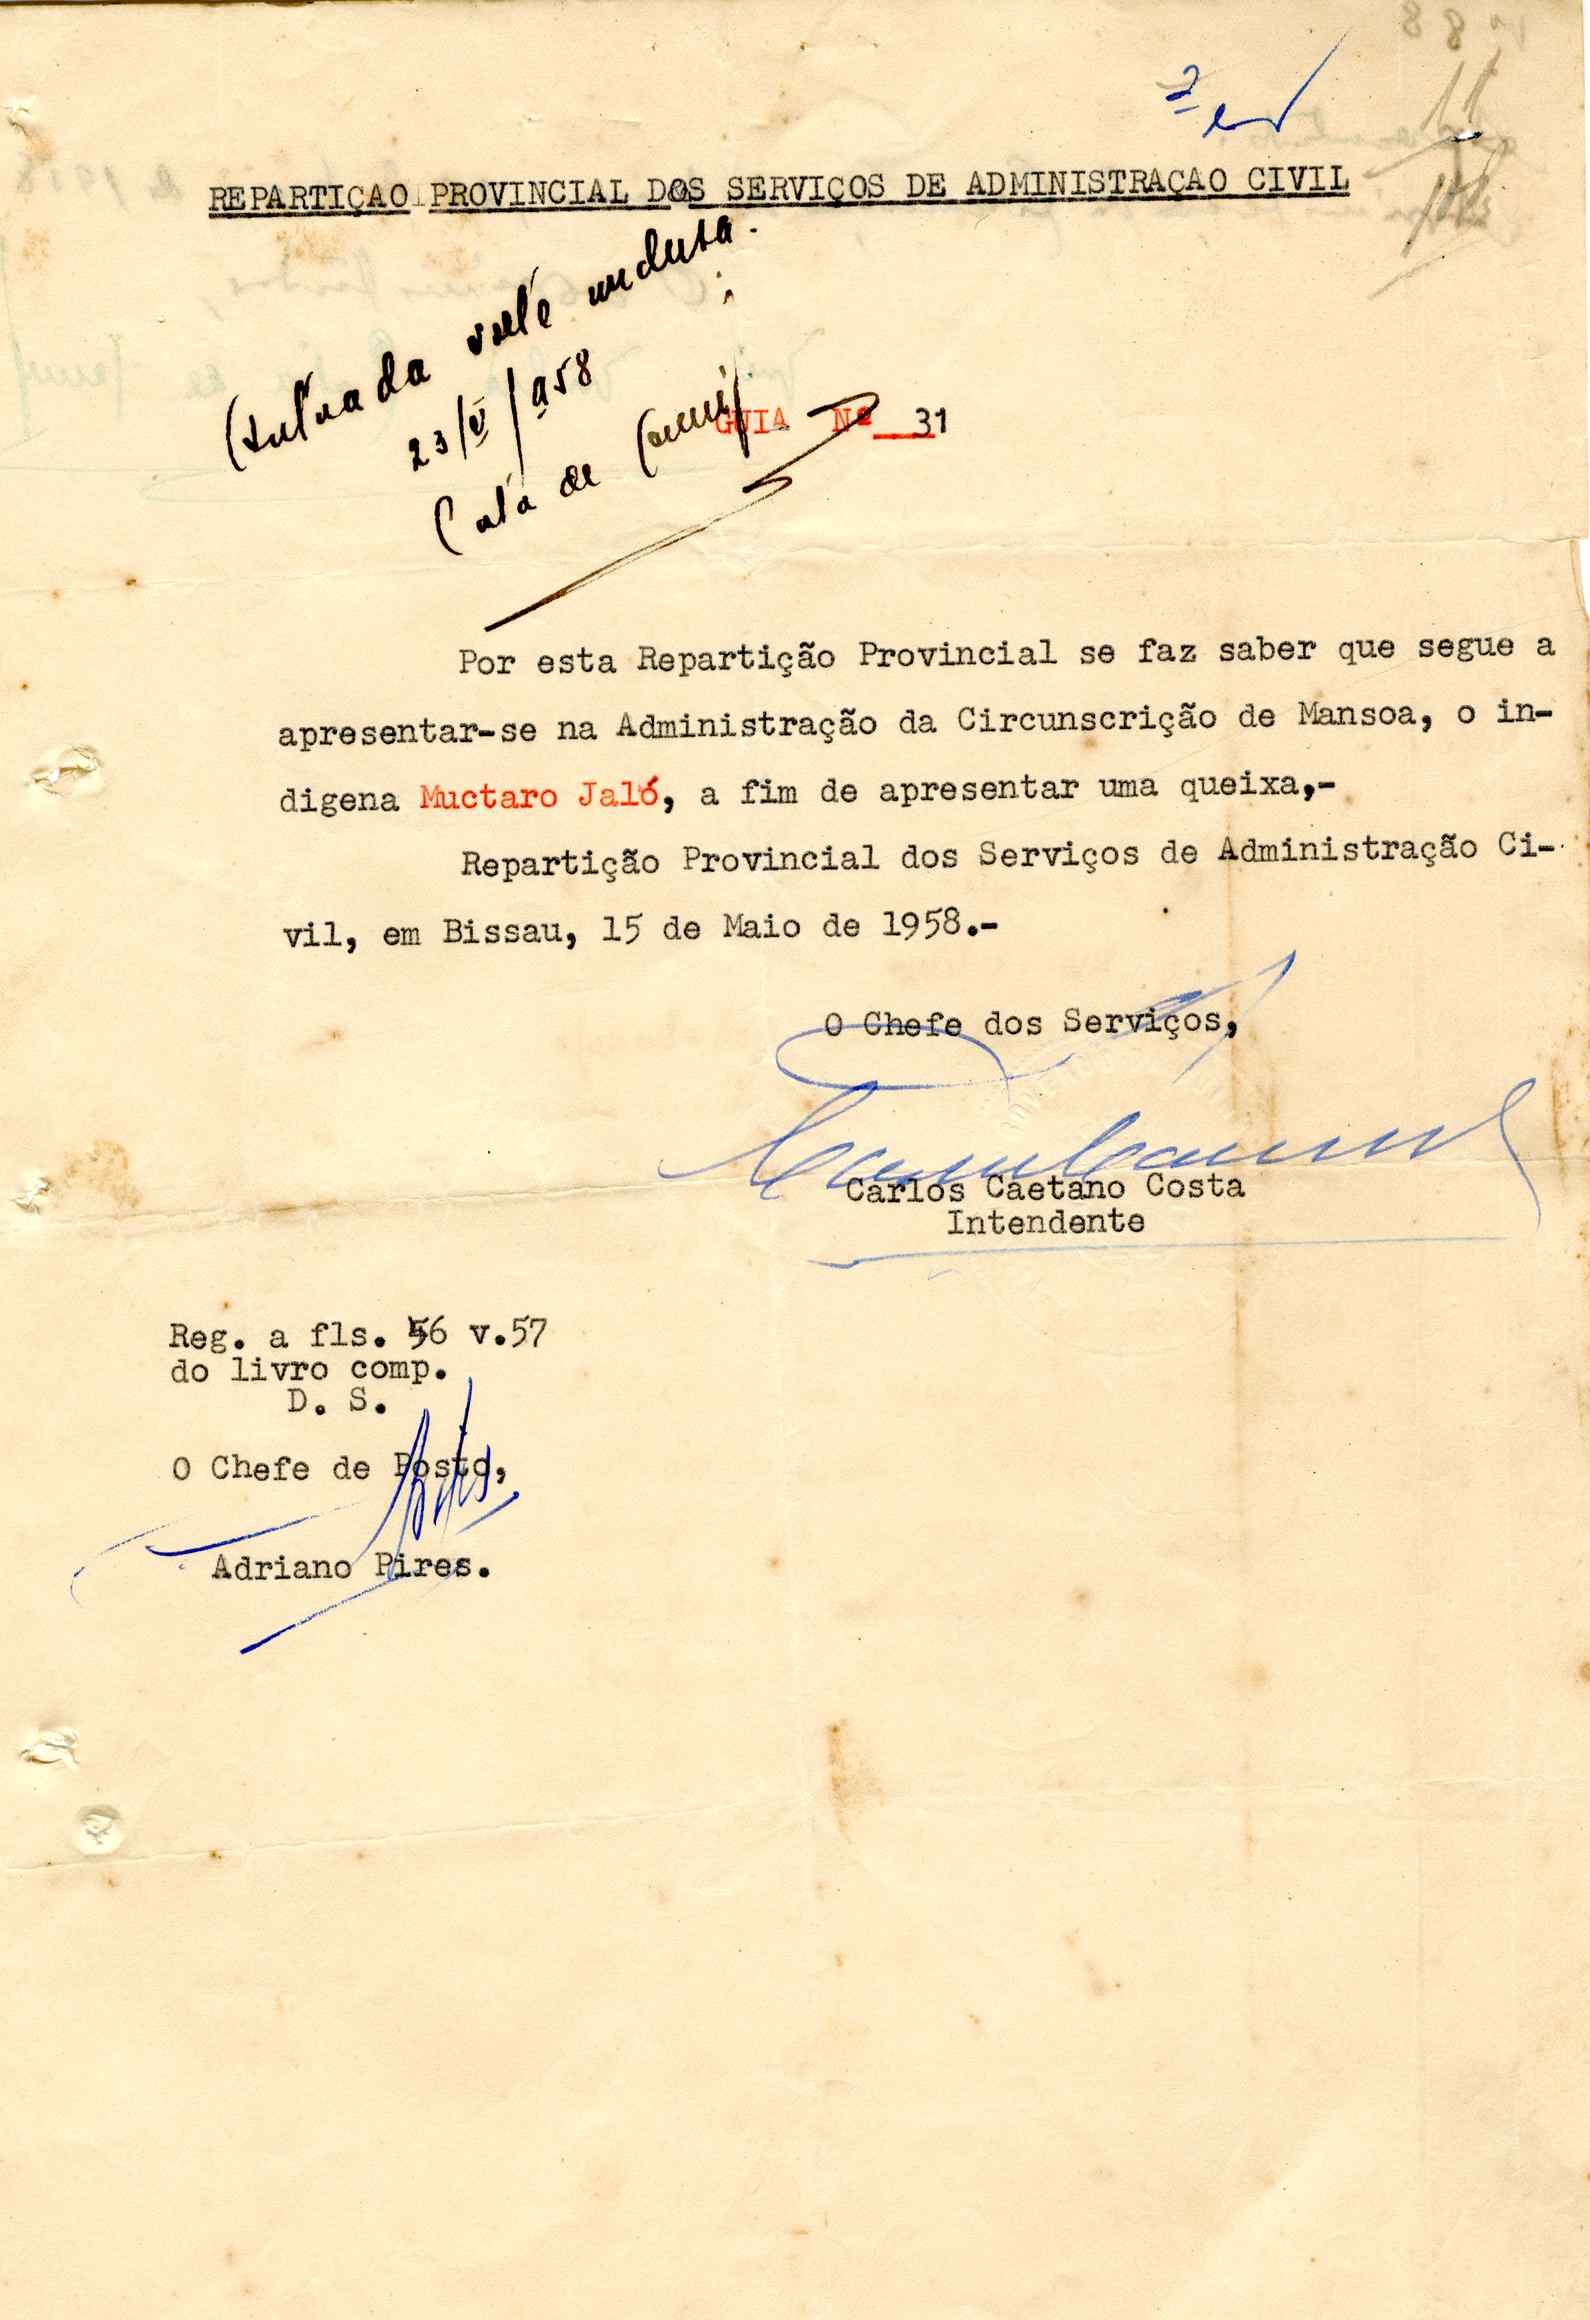 REPARTIÇAO PROVINCIAL DOS SERVIÇOS DE ADMINISTRAÇAO CIVIL
23/V/958
GUIA Nº 31
Por esta Repartição Provincial se faz saber que segue a
apresentar-se na Administração da Circunscrição de Mansoa, o in-
digena Muctaro Jaló, a fim de apresentar uma queixa,-
Repartição Provincial dos Serviços de Administração Ci-
vil, em Bissau, 15 de Maio de 1958.-
O Chefe dos Serviços,
Carlos Caetano Costa
Intendente
Reg. a fls. 56 v.57
do livro comp.
D. S.
O Chefe de Posto,
Adriano Pires.